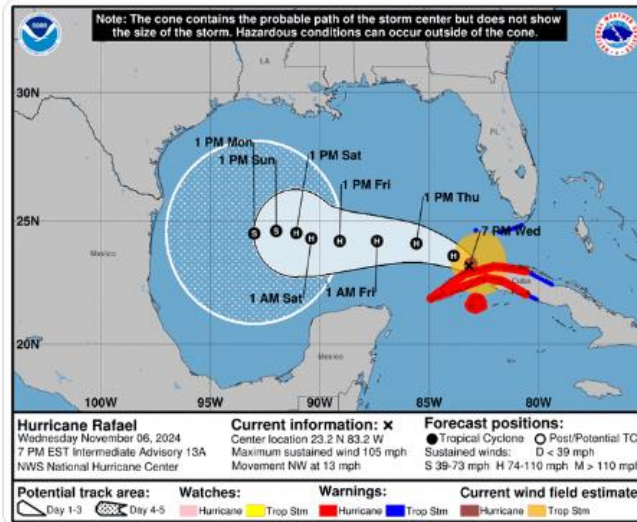 Note: The cone contains the probable path of the storm center but does not show
the size of the storm. Hazardous conditions can occur outside of the cone.
NOAA
LA
30N
FL
1 PM Mon
1 PM Sun
1 PM Sat
1 PM Fri
1 PM Thu
7 PM Wed
25N
Mexico
1 AM Sat
1 AM Fri
Cuba
S S H H H H H H
20N
Mexico
100W 95W 90W 85W 80W
Hurricane Rafael
Wednesday November 06, 2024
7 PM EST Intermediate Advisory 13A
NWS National Hurricane Center
Current information: x
Center location 23.2 N 83.2 W
Maximum sustained wind 105 mph
Movement NW at 13 mph
Forecast positions:
Tropical Cyclone Post/Potential TC
Sustained winds: D < 39 mph
S 39-73 mph H 74-110 mph M > 110 mph
Potential track area:
Day 1-3 Day 4-5
Watches:
Hurricane Trop Stm
Warnings:
Hurricane Trop Stm
Current wind field estimate
Hurricane Trop Stm